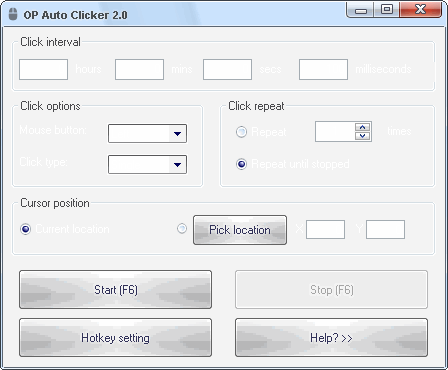 OP Auto Clicker 2.0
Click interval
hours mins secs milliseconds
Click options
Mouse button:
Click type:
Click repeat
Repeat times
Repeat until stopped
Cursor position
Current location Pick location X Y
Start (F6) Stop (F6)
Hotkey setting Help? >>